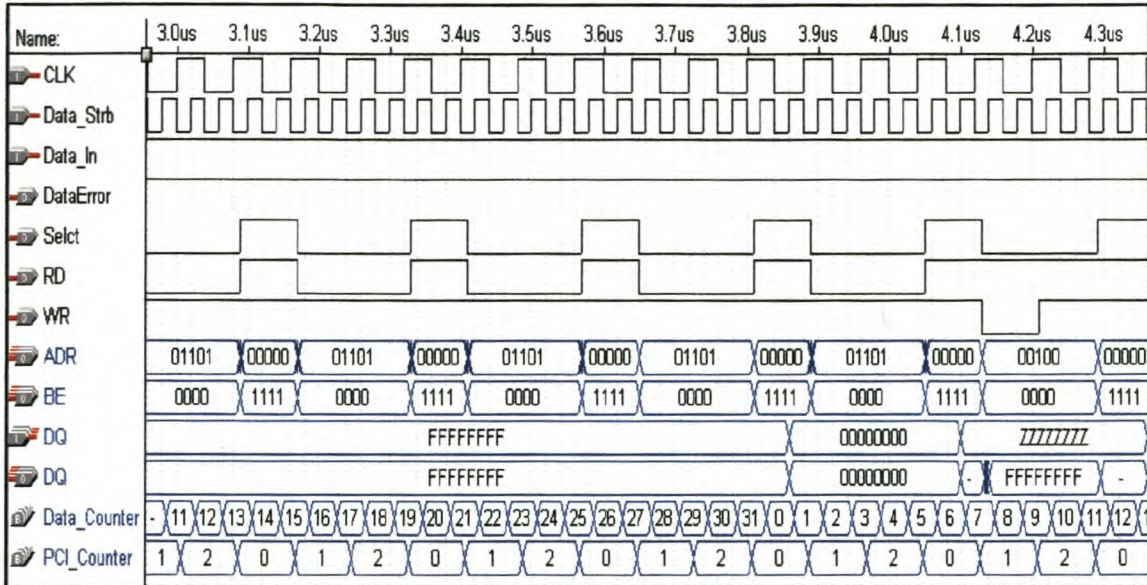 Name: 3.0us 3.1us 3.2us 3.3us 3.4us 3.5us 3.6us 3.7us 3.8us 3.9us 4.0us 4.1us 4.2us 4.3us
CLK
Data_Strb
Data_In
DataError
Selct
RD
WR
ADR 01101 00000 01101 00000 01101 00000 01101 00000 01101 00000 00100 00000
BE 0000 1111 0000 1111 0000 1111 0000 1111 0000 1111 0000 1111
DQ FFFFFFFF 00000000 ZZZZZZZZ
DQ FFFFFFFF 00000000 - FFFFFFFF -
Data_Counter - 11 12 13 14 15 16 17 18 19 20 21 22 23 24 25 26 27 28 29 30 31 0 1 2 3 4 5 6 7 8 9 10 11 12
PCI_Counter 1 2 0 1 2 0 1 2 0 1 2 0 1 2 0